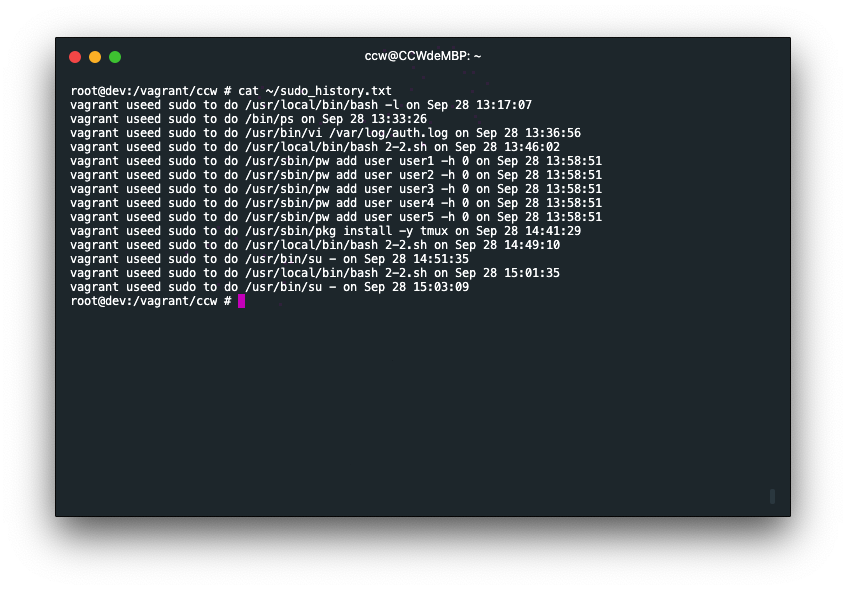 ccw@CCWdeMBP: ~
root@dev:/vagrant/ccw # cat ~/sudo_history.txt
vagrant useed sudo to do /usr/local/bin/bash -l on Sep 28 13:17:07
vagrant useed sudo to do /bin/ps on Sep 28 13:33:26
vagrant useed sudo to do /usr/bin/vi /var/log/auth.log on Sep 28 13:36:56
vagrant useed sudo to do /usr/local/bin/bash 2-2.sh on Sep 28 13:46:02
vagrant useed sudo to do /usr/sbin/pw add user user1 -h 0 on Sep 28 13:58:51
vagrant useed sudo to do /usr/sbin/pw add user user2 -h 0 on Sep 28 13:58:51
vagrant useed sudo to do /usr/sbin/pw add user user3 -h 0 on Sep 28 13:58:51
vagrant useed sudo to do /usr/sbin/pw add user user4 -h 0 on Sep 28 13:58:51
vagrant useed sudo to do /usr/sbin/pw add user user5 -h 0 on Sep 28 13:58:51
vagrant useed sudo to do /usr/sbin/pkg install -y tmux on Sep 28 14:41:29
vagrant useed sudo to do /usr/local/bin/bash 2-2.sh on Sep 28 14:49:10
vagrant useed sudo to do /usr/bin/su - on Sep 28 14:51:35
vagrant useed sudo to do /usr/local/bin/bash 2-2.sh on Sep 28 15:01:35
vagrant useed sudo to do /usr/bin/su - on Sep 28 15:03:09
root@dev:/vagrant/ccw #